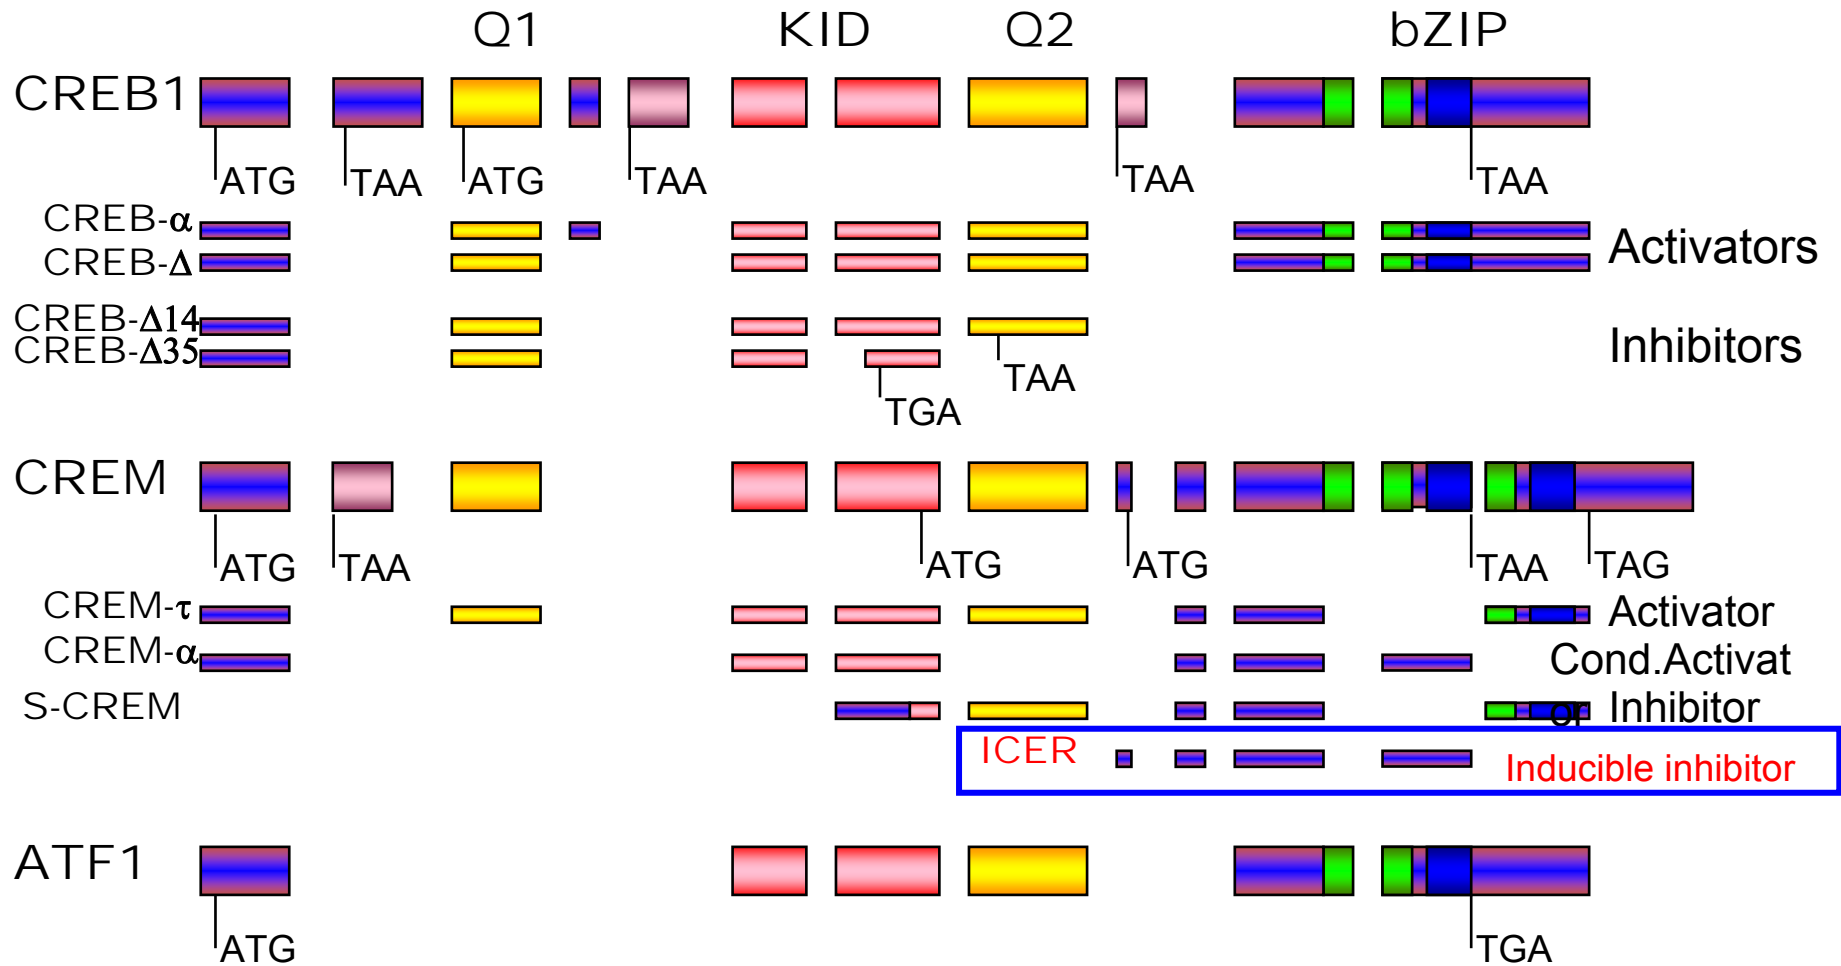 Q1 KID Q2 bZIP
CREB1
ATG TAA ATG TAA TAA TAA
CREB-α
CREB-Δ
Activators
CREB-Δ14
CREB-Δ35
Inhibitors
TAA
TGA
CREM
ATG TAA ATG ATG TAA TAG
CREM-τ Activator
CREM-α Cond.Activat
or
S-CREM Inhibitor
ICER Inducible inhibitor
ATF1
ATG TGA